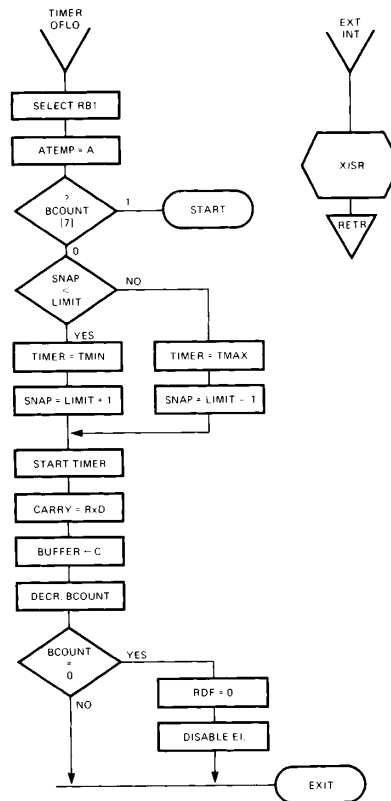 TIMER
OFLO
SELECT RB1
ATEMP = A
?
BCOUNT
[7]
1
START
0
SNAP
<
LIMIT
NO
YES
TIMER = TMIN
TIMER = TMAX
SNAP = LIMIT + 1
SNAP = LIMIT - 1
START TIMER
CARRY = RxD
BUFFER ← C
DECR. BCOUNT
BCOUNT
=
0
YES
NO
RDF = 0
DISABLE EI.
EXIT
EXT
INT
XISR
RETR